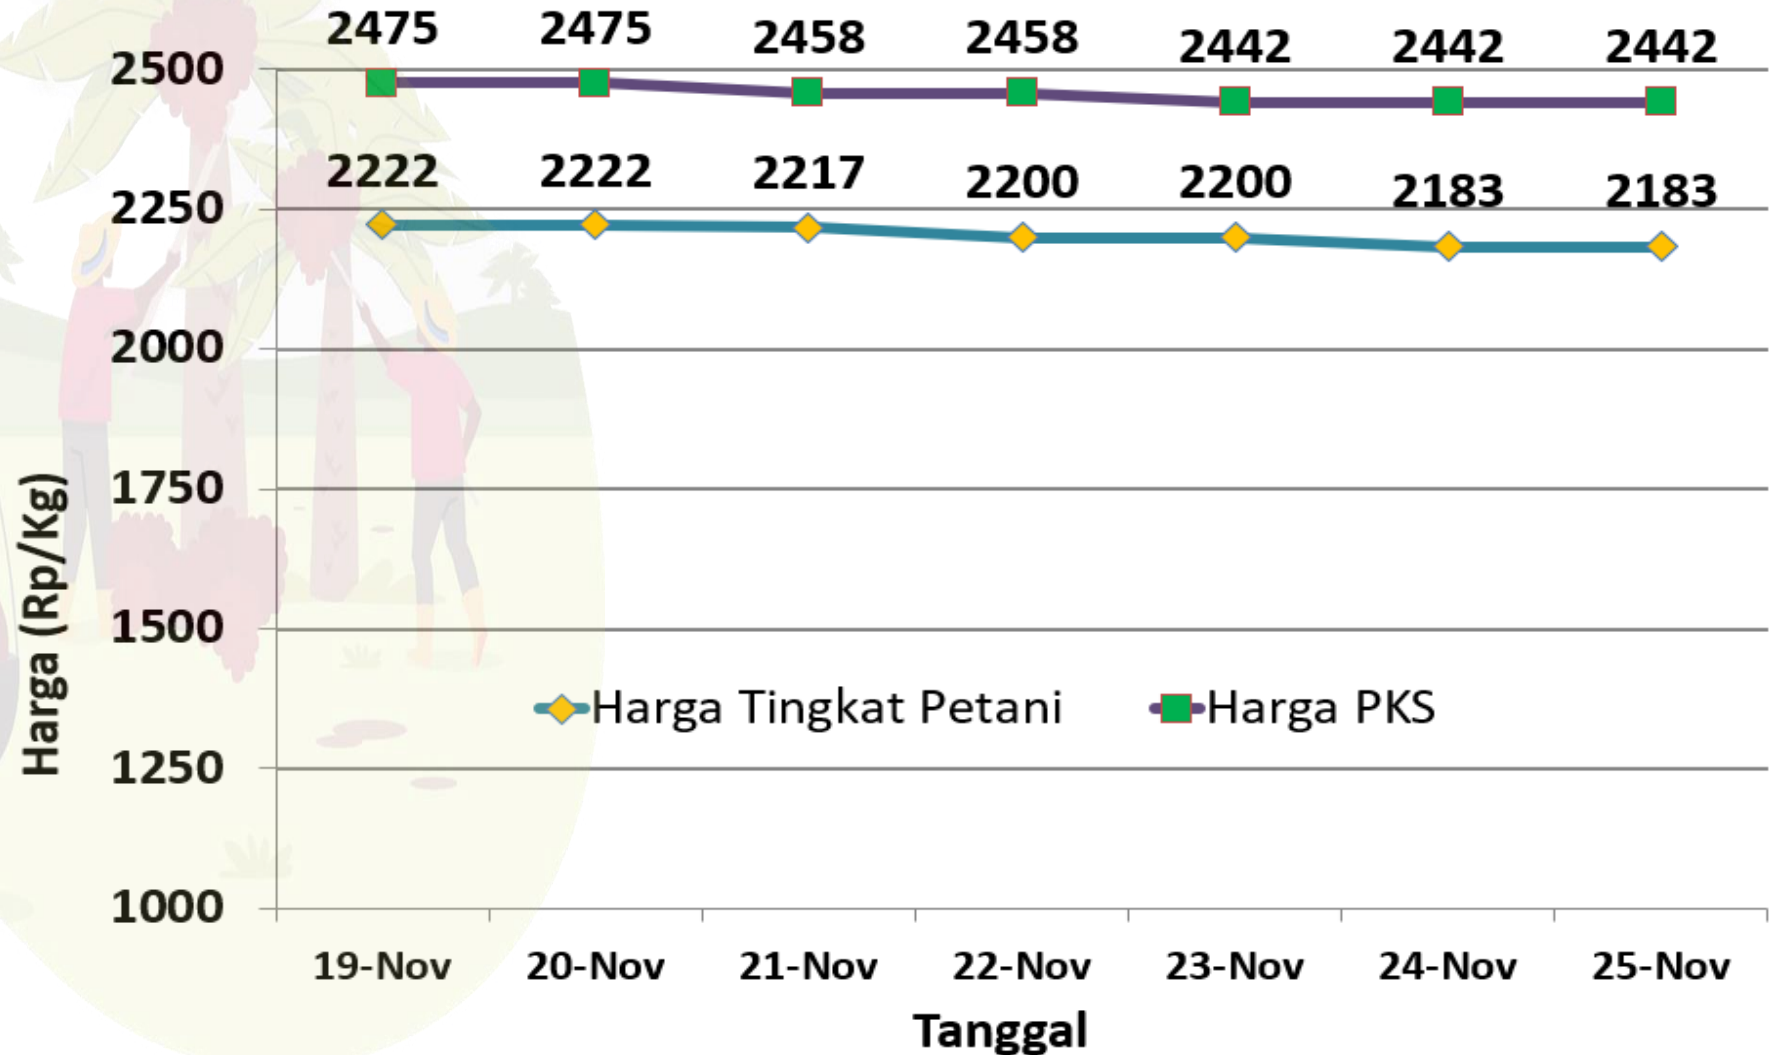 2475 2475 2458 2458 2442 2442 2442
2500
2222 2222 2217 2200 2200 2183 2183
2250
2000
1750
1500
1250
1000
Harga (Rp/Kg)
Harga Tingkat Petani Harga PKS
19-Nov 20-Nov 21-Nov 22-Nov 23-Nov 24-Nov 25-Nov
Tanggal